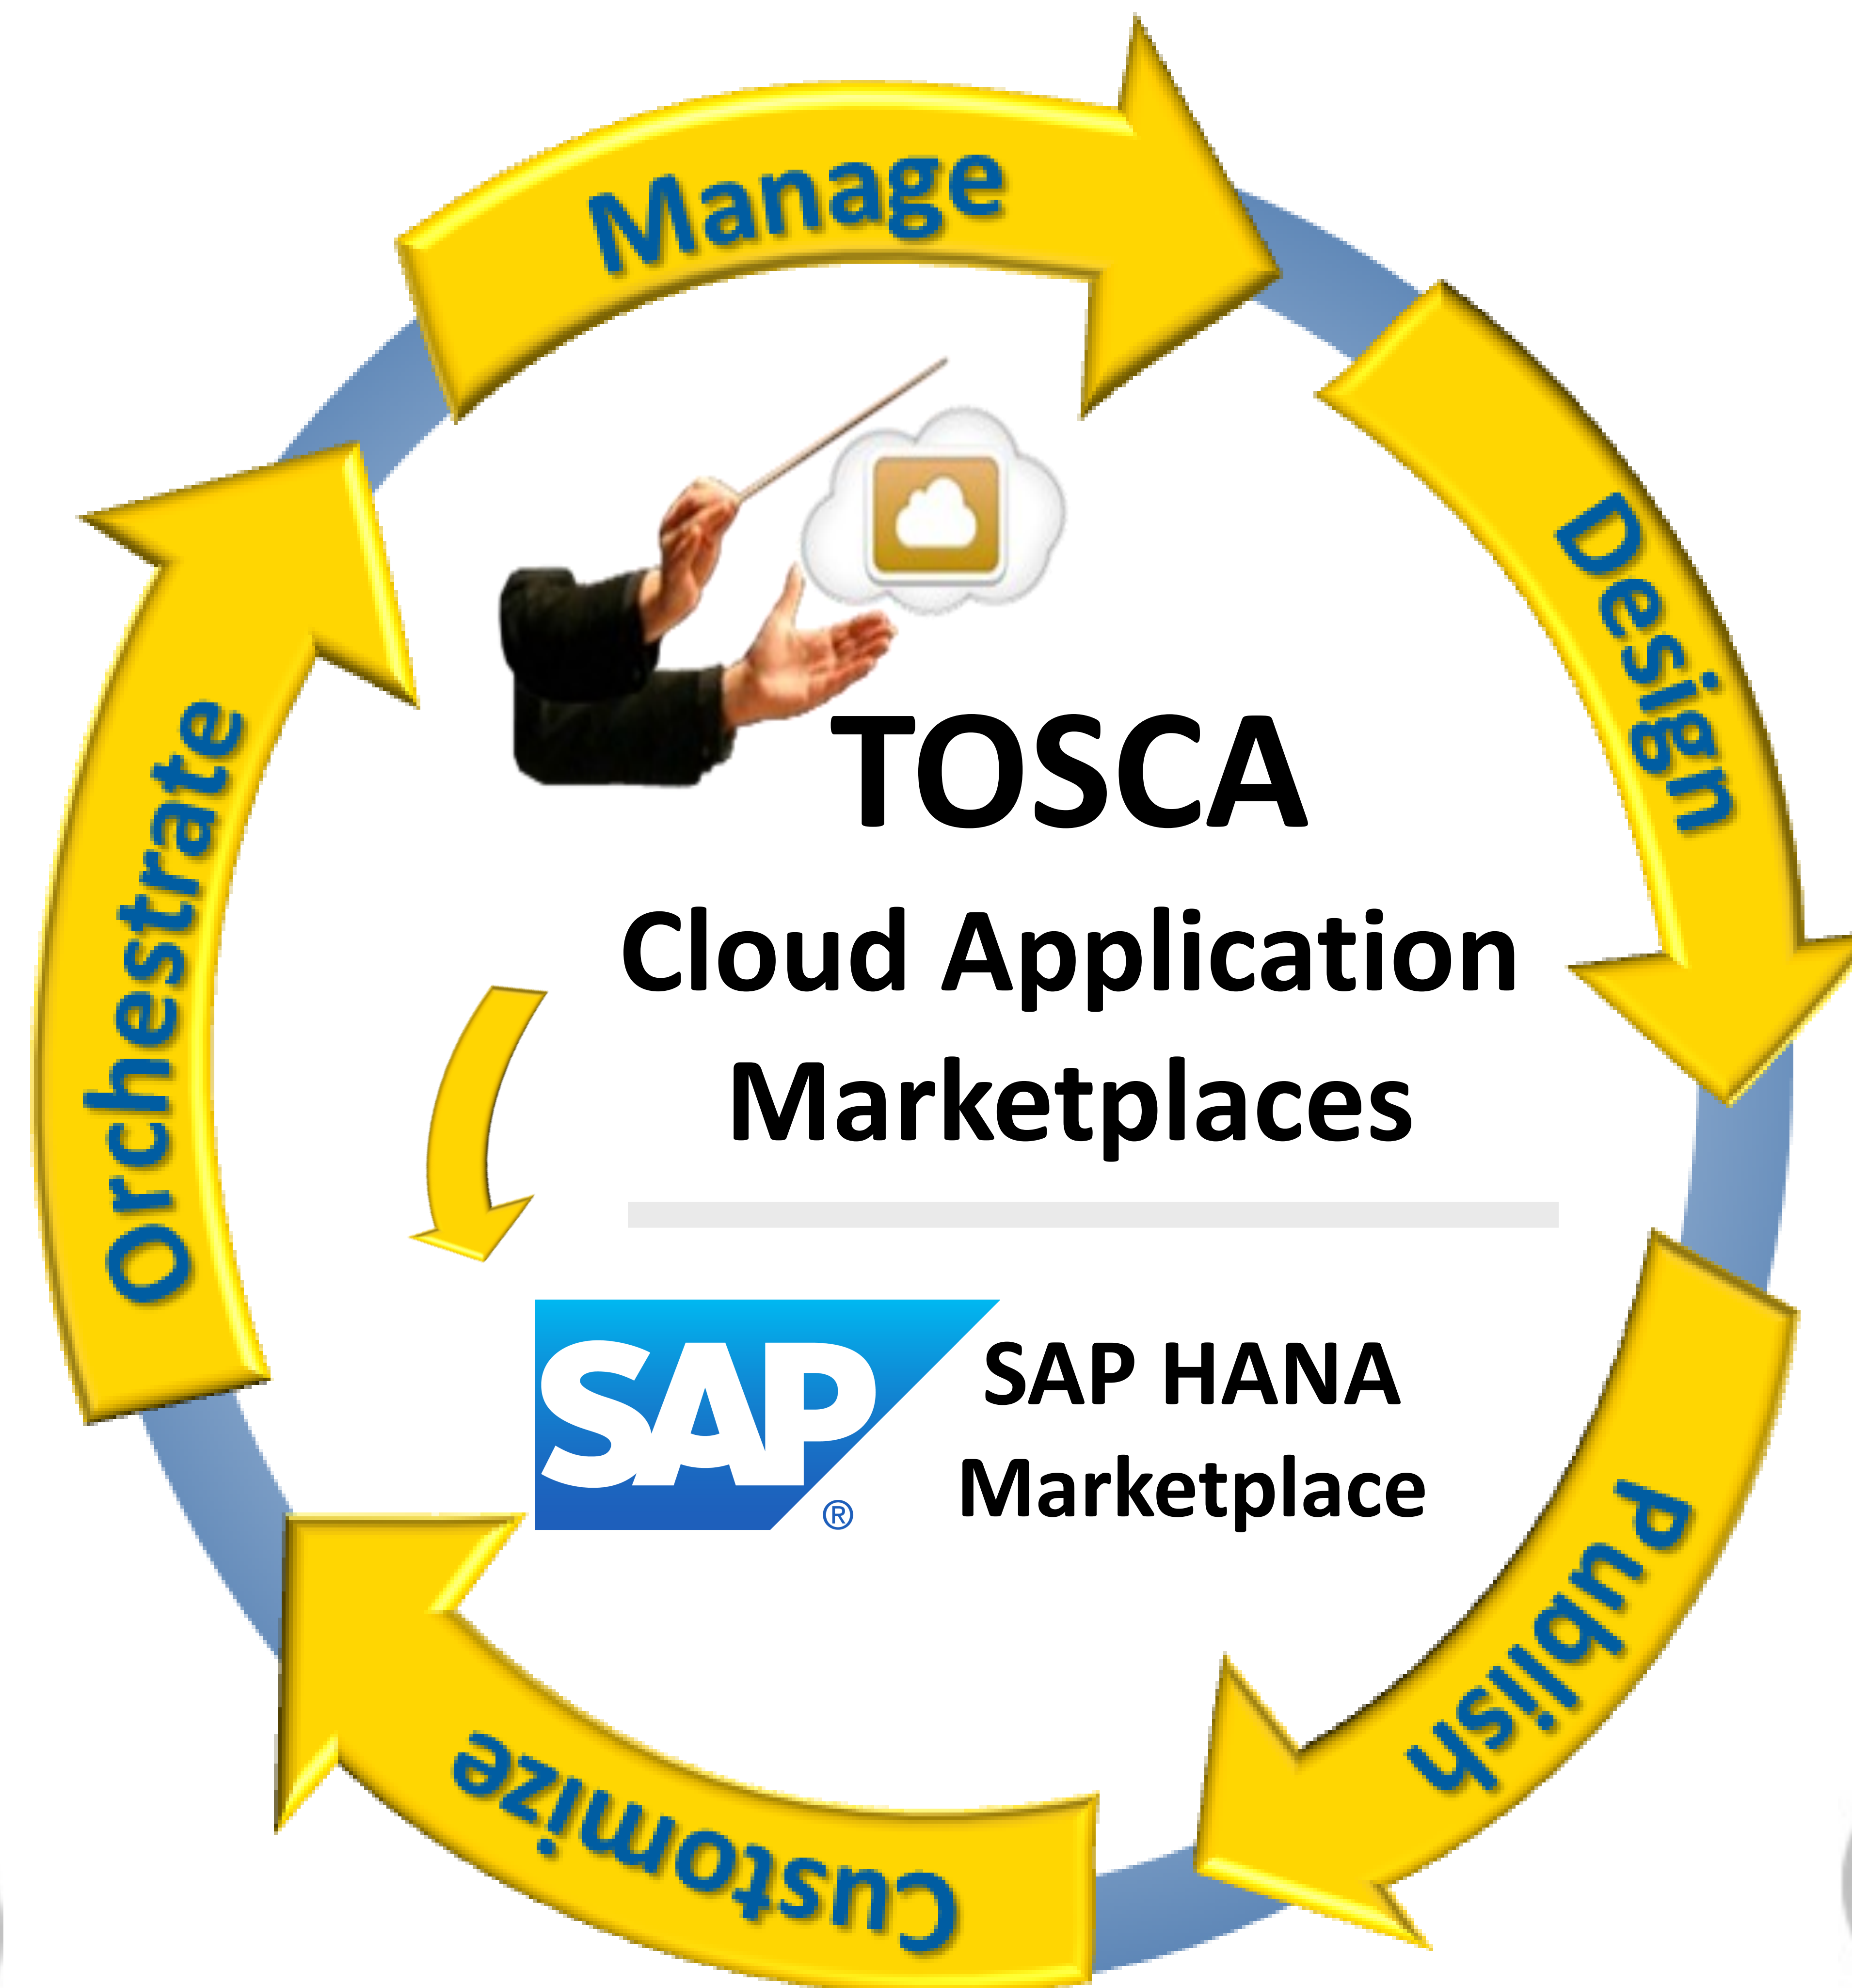 Manage
Design
Publish
Customize
Orchestrate
TOSCA
Cloud Application
Marketplaces
SAP
®
SAP HANA
Marketplace